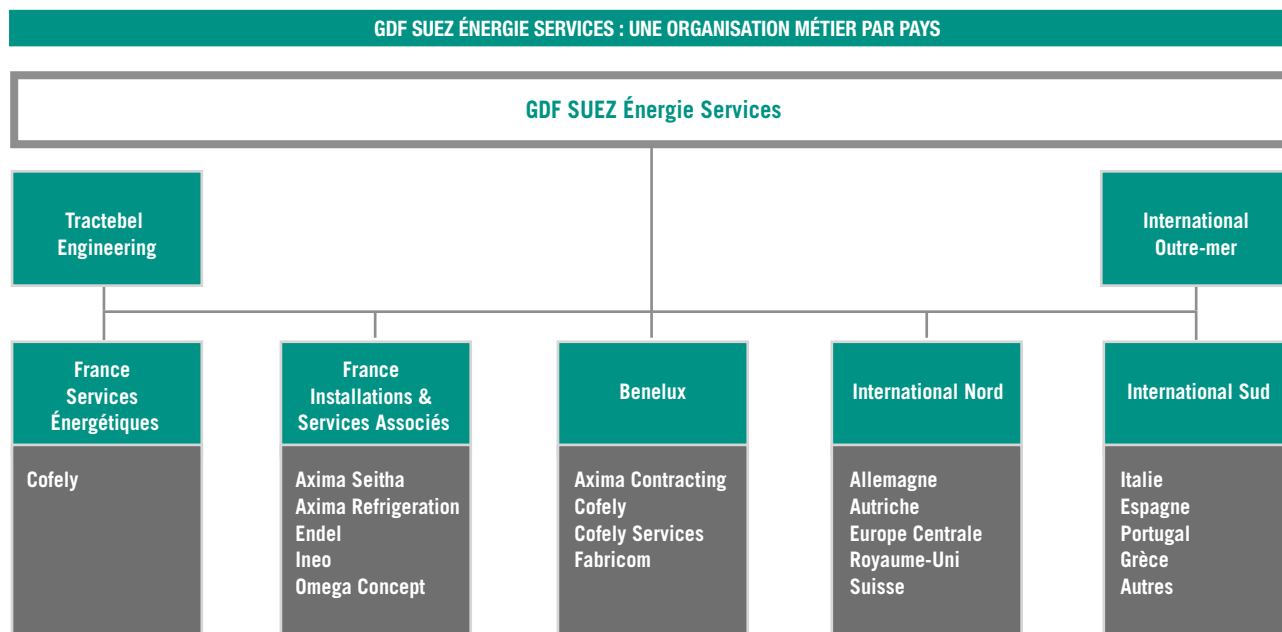 GDF SUEZ ÉNERGIE SERVICES : UNE ORGANISATION MÉTIER PAR PAYS
GDF SUEZ Énergie Services
Tractebel
Engineering
International
Outre-mer
France
Services
Énergétiques
Cofely
France
Installations &
Services Associés
Axima Seitha
Axima Refrigeration
Endel
Ineo
Omega Concept
Benelux
Axima Contracting
Cofely
Cofely Services
Fabricom
International Nord
Allemagne
Autriche
Europe Centrale
Royaume-Uni
Suisse
International Sud
Italie
Espagne
Portugal
Grèce
Autres